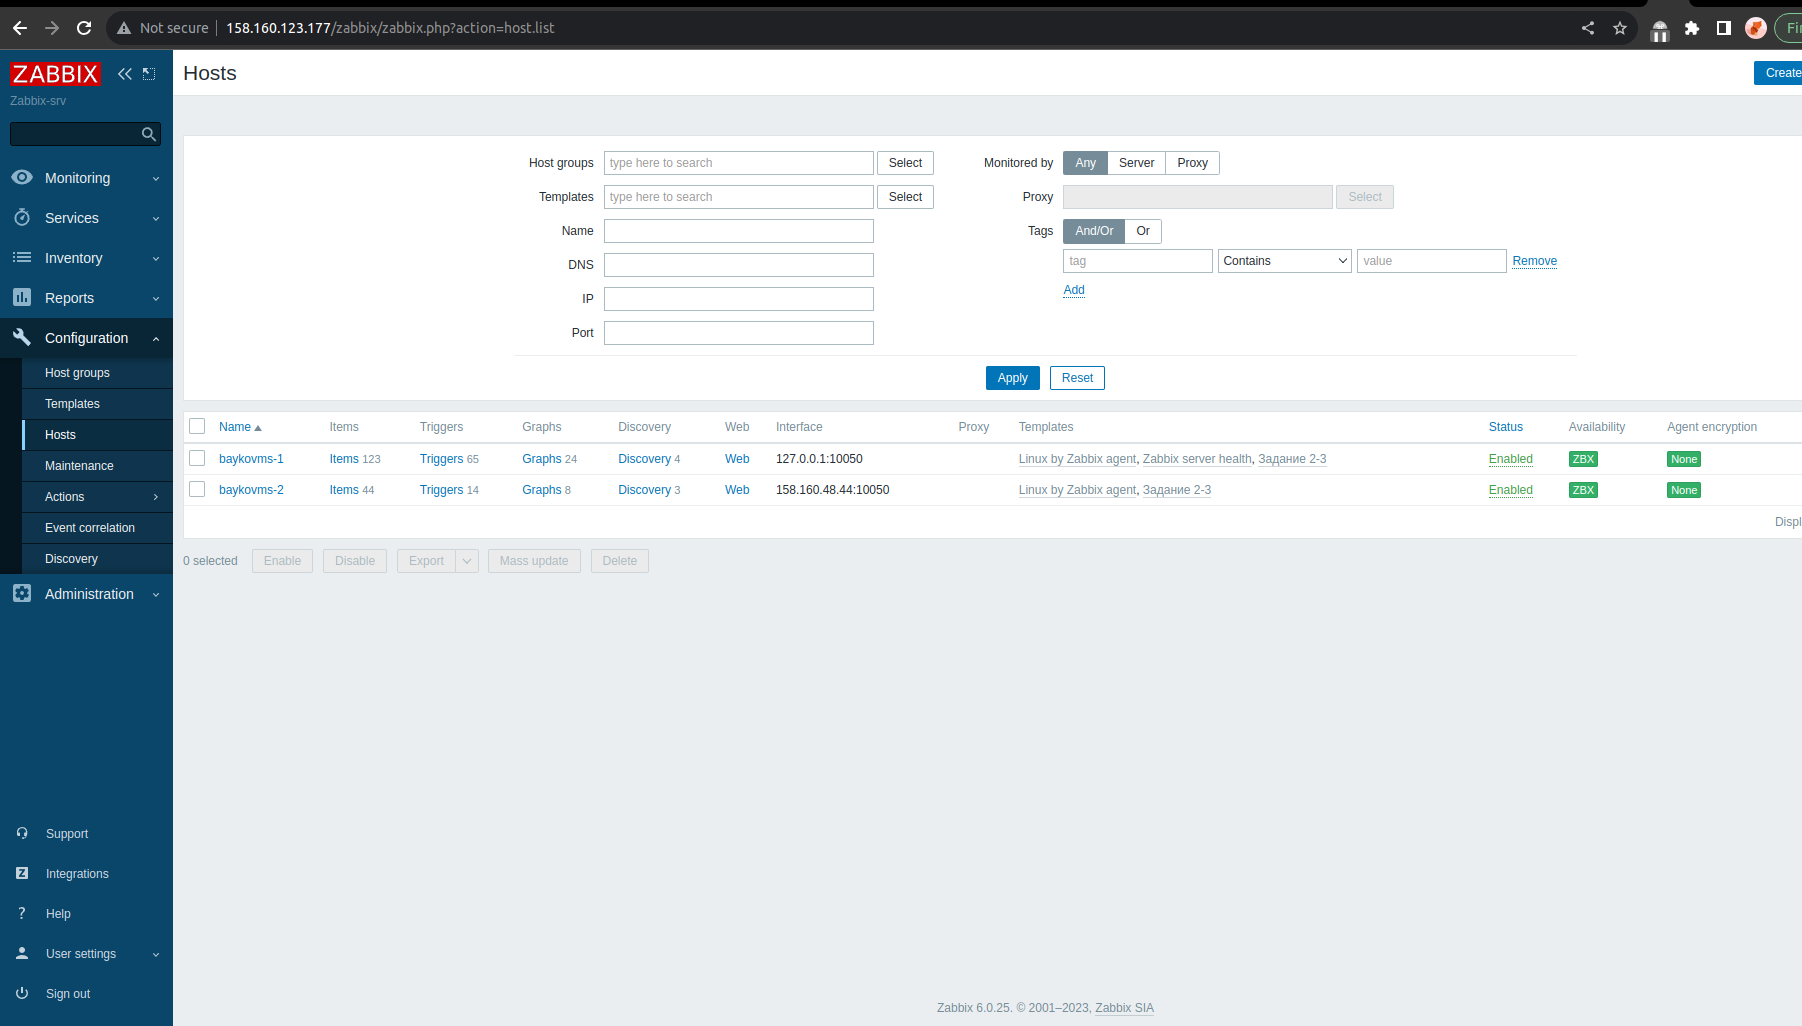 Not secure 158.160.123.177/zabbix/zabbix.php?action=host.list
ZABBIX
Zabbix-srv
Monitoring
Services
Inventory
Reports
Configuration
Host groups
Templates
Hosts
Maintenance
Actions
Event correlation
Discovery
Administration
Support
Integrations
Help
User settings
Sign out
Hosts Create
Host groups type here to search Select Monitored by Any Server Proxy
Templates type here to search Select Proxy Select
Name Tags And/Or Or
DNS tag Contains value Remove
IP Add
Port
Apply Reset
Name Items Triggers Graphs Discovery Web Interface Proxy Templates Status Availability Agent encryption
baykovms-1 Items 123 Triggers 65 Graphs 24 Discovery 4 Web 127.0.0.1:10050 Linux by Zabbix agent, Zabbix server health, Задание 2-3 Enabled ZBX None
baykovms-2 Items 44 Triggers 14 Graphs 8 Discovery 3 Web 158.160.48.44:10050 Linux by Zabbix agent, Задание 2-3 Enabled ZBX None
Displ
0 selected Enable Disable Export Mass update Delete
Zabbix 6.0.25. © 2001–2023, Zabbix SIA